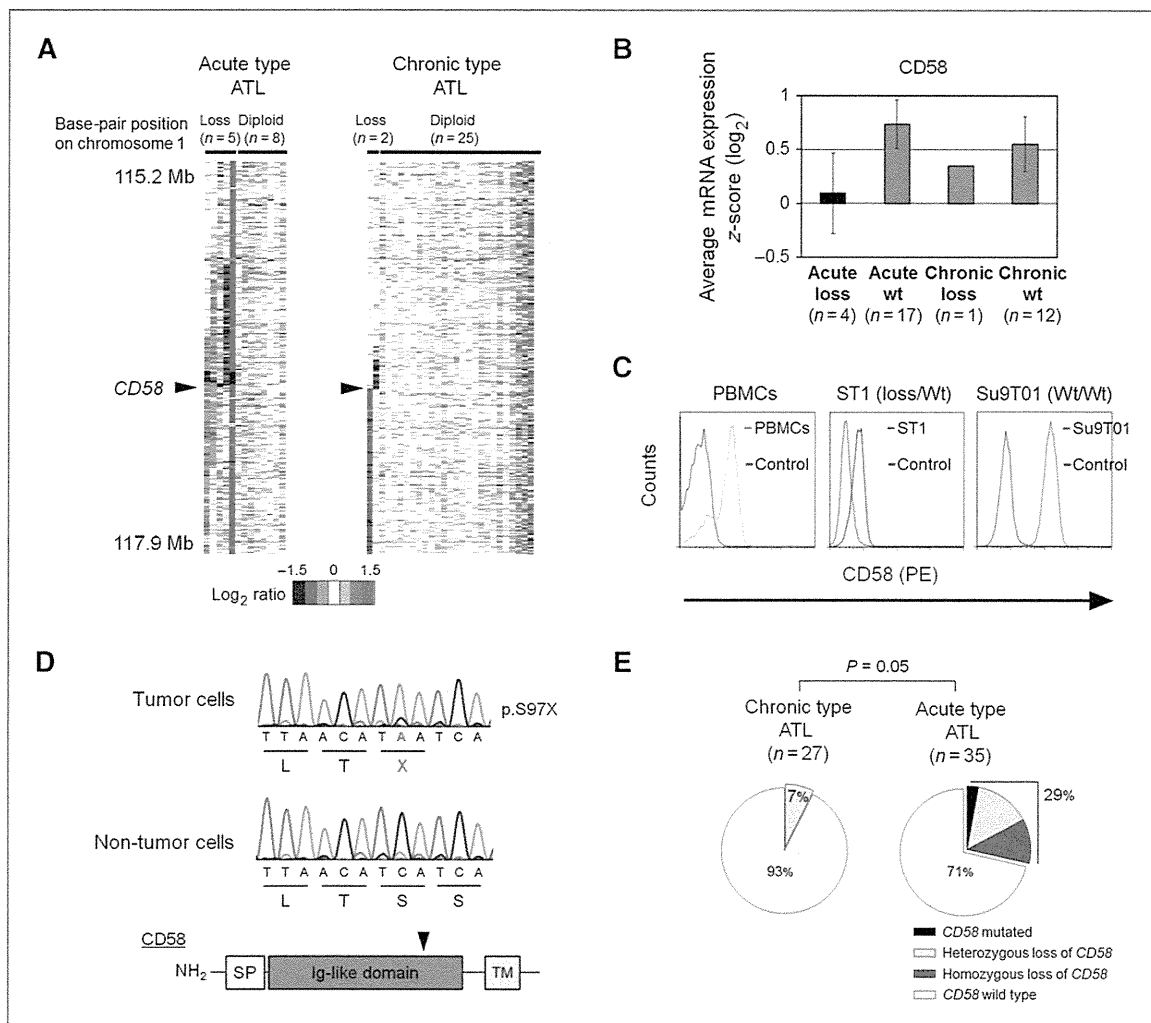 A
Acute type
ATL
Chronic type
ATL
Base-pair position
on chromosome 1
Loss
(n = 5)
Diploid
(n = 8)
Loss
(n = 2)
Diploid
(n = 25)
115.2 Mb
CD58
117.9 Mb
–1.5 0 1.5
Log2 ratio
B
CD58
Average mRNA expression
z-score (log2)
1
0.5
0
–0.5
Acute
loss
(n = 4)
Acute
wt
(n = 17)
Chronic
loss
(n = 1)
Chronic
wt
(n = 12)
C
PBMCs
ST1 (loss/Wt)
Su9T01 (Wt/Wt)
PBMCs
Control
ST1
Control
Su9T01
Control
Counts
CD58 (PE)
D
Tumor cells
p.S97X
T T A A C A T A A T C A
L T X
Non-tumor cells
T T A A C A T C A T C A
L T S S
CD58
NH2
SP
Ig-like domain
TM
E
P = 0.05
Chronic type
ATL
(n = 27)
Acute type
ATL
(n = 35)
7%
93%
29%
71%
CD58 mutated
Heterozygous loss of CD58
Homozygous loss of CD58
CD58 wild type